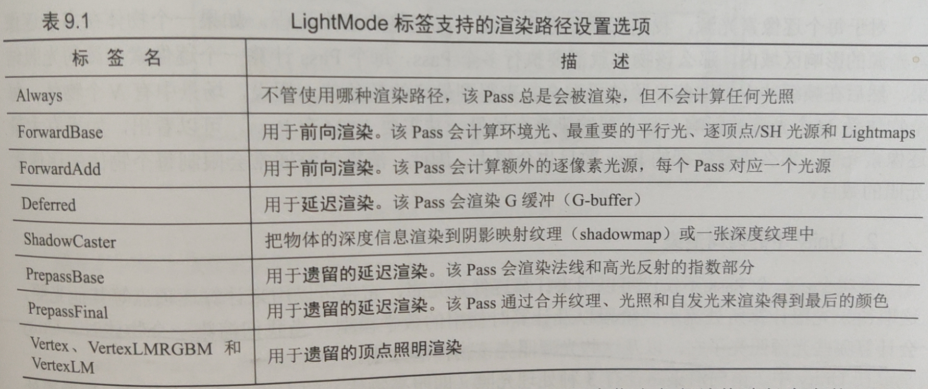 表 9.1 LightMode 标签支持的渲染路径设置选项
标 签 名 描 述
Always 不管使用哪种渲染路径，该 Pass 总是会被渲染，但不会计算任何光照
ForwardBase 用于前向渲染。该 Pass 会计算环境光、最重要的平行光、逐顶点/SH 光源和 Lightmaps
ForwardAdd 用于前向渲染。该 Pass 会计算额外的逐像素光源，每个 Pass 对应一个光源
Deferred 用于延迟渲染。该 Pass 会渲染 G 缓冲（G-buffer）
ShadowCaster 把物体的深度信息渲染到阴影映射纹理（shadowmap）或一张深度纹理中
PrepassBase 用于遗留的延迟渲染。该 Pass 会渲染法线和高光反射的指数部分
PrepassFinal 用于遗留的延迟渲染。该 Pass 通过合并纹理、光照和自发光来渲染得到最后的颜色
Vertex、VertexLMRGBM 和
VertexLM 用于遗留的顶点照明渲染